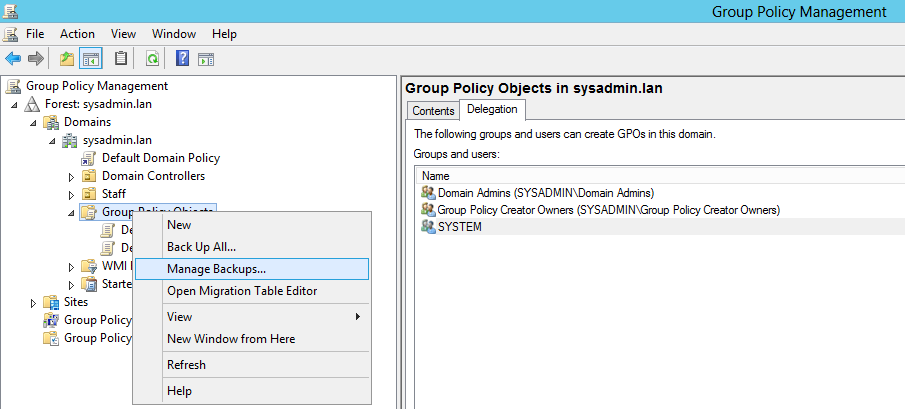 Group Policy Management
File Action View Window Help
Group Policy Management
Forest: sysadmin.lan
Domains
sysadmin.lan
Default Domain Policy
Domain Controllers
Staff
Group Policy Objects
De
De
WMI
Starte
Sites
Group Policy
Group Policy
New
Back Up All...
Manage Backups...
Open Migration Table Editor
View
New Window from Here
Refresh
Help
Group Policy Objects in sysadmin.lan
Contents Delegation
The following groups and users can create GPOs in this domain.
Groups and users:
Name
Domain Admins (SYSADMIN\Domain Admins)
Group Policy Creator Owners (SYSADMIN\Group Policy Creator Owners)
SYSTEM